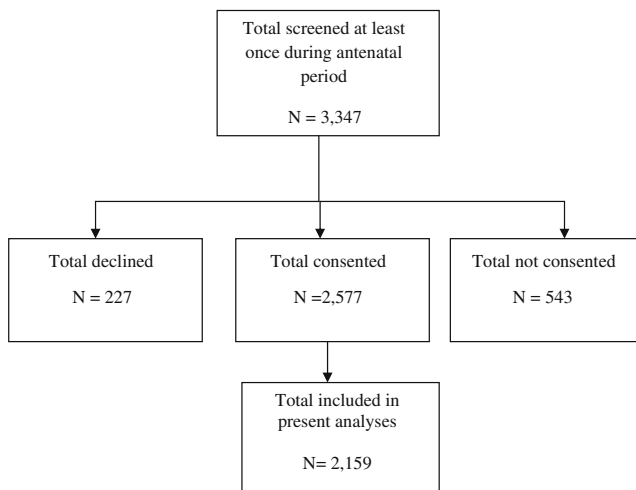 Total screened at least
once during antenatal
period
N = 3,347
Total declined
N = 227
Total consented
N =2,577
Total not consented
N = 543
Total included in
present analyses
N= 2,159